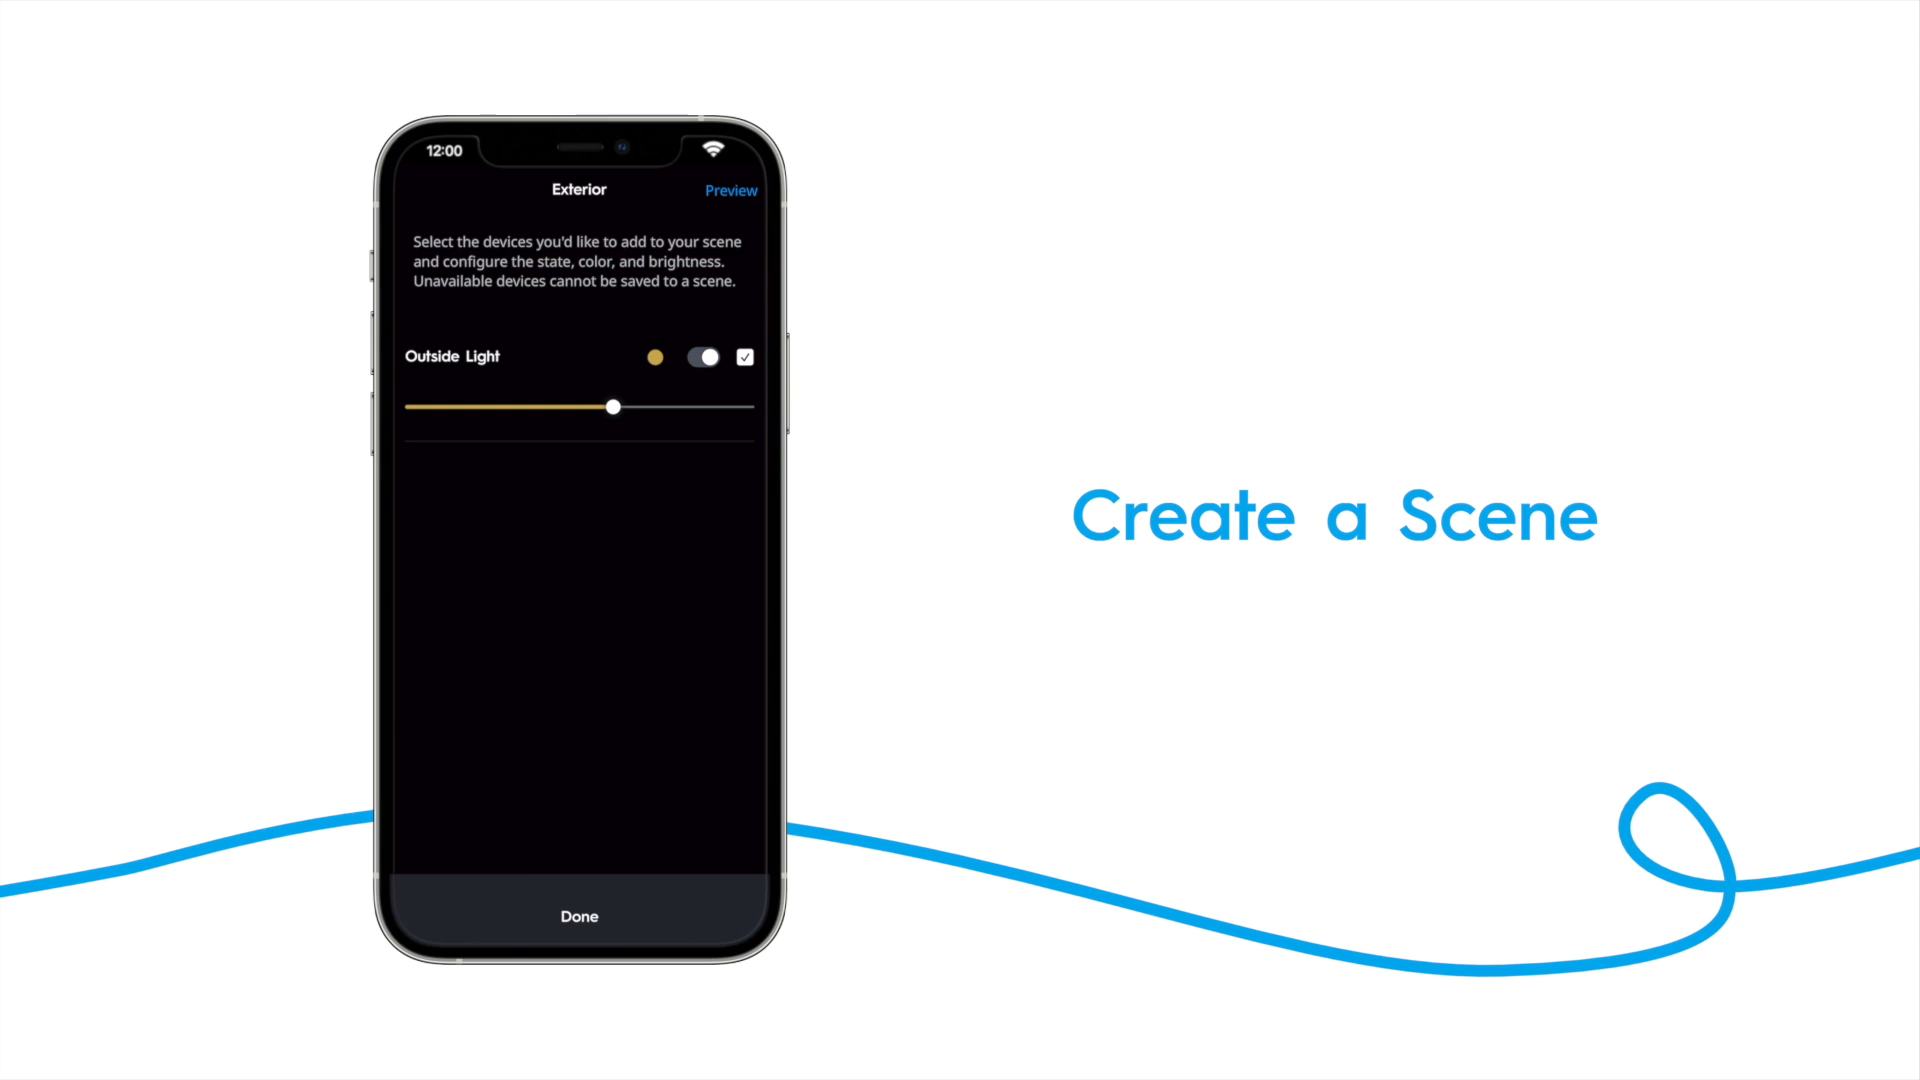 12:00
Exterior
Preview
Select the devices you'd like to add to your scene
and configure the state, color, and brightness.
Unavailable devices cannot be saved to a scene.
Outside Light
Create a Scene
Done